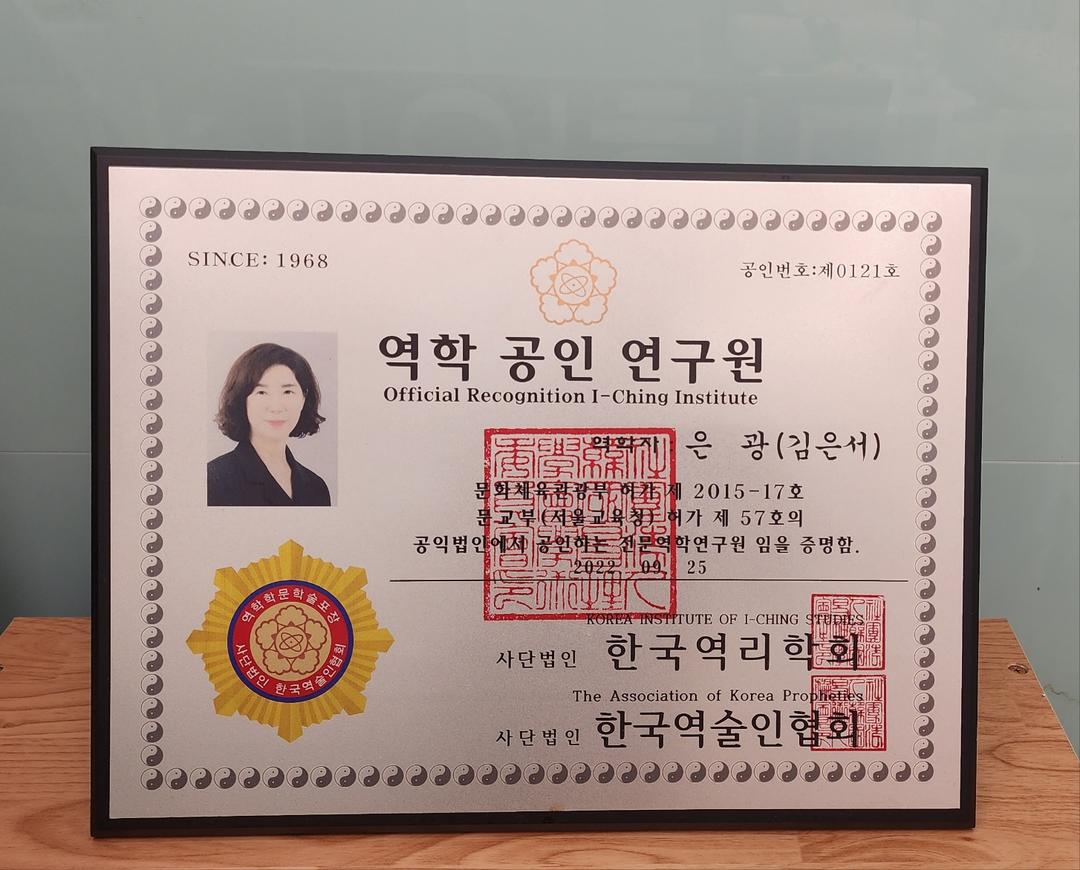 SINCE: 1968
공인번호:제0121호
역학 공인 연구원
Official Recognition I-Ching Institute
역학자 은 광(김은서)
문화체육관광부 허가 제 2015-17호
문교부(서울교육청) 허가 제 57호의
공익법인에서 공인하는 전문역학연구원 임을 증명함.
2022 09 25
역학학문학술포장
사단법인 한국역술인협회
KOREA INSTITUTE OF I-CHING STUDIES
사단법인 한국역리학회
The Association of Korea Propheties
사단법인 한국역술인협회